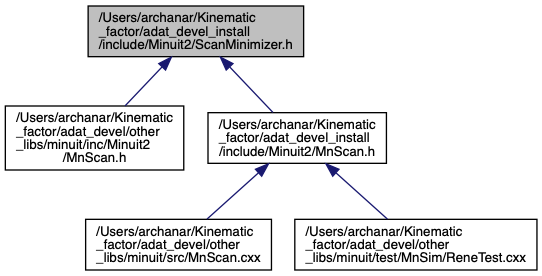 /Users/archanar/Kinematic
_factor/adat_devel_install
/include/Minuit2/ScanMinimizer.h
/Users/archanar/Kinematic
_factor/adat_devel/other
_libs/minuit/inc/Minuit2
/MnScan.h
/Users/archanar/Kinematic
_factor/adat_devel_install
/include/Minuit2/MnScan.h
/Users/archanar/Kinematic
_factor/adat_devel/other
_libs/minuit/src/MnScan.cxx
/Users/archanar/Kinematic
_factor/adat_devel/other
_libs/minuit/test/MnSim/ReneTest.cxx